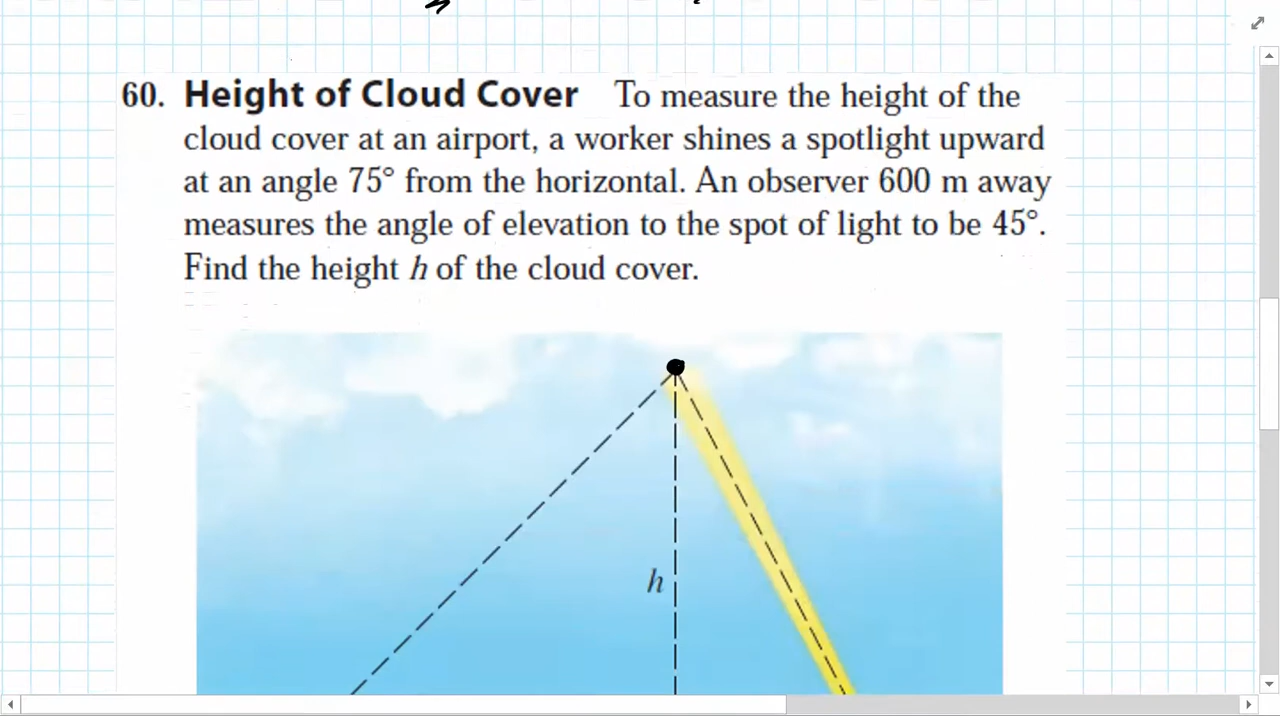 60. Height of Cloud Cover To measure the height of the
cloud cover at an airport, a worker shines a spotlight upward
at an angle 75° from the horizontal. An observer 600 m away
measures the angle of elevation to the spot of light to be 45°.
Find the height h of the cloud cover.
h